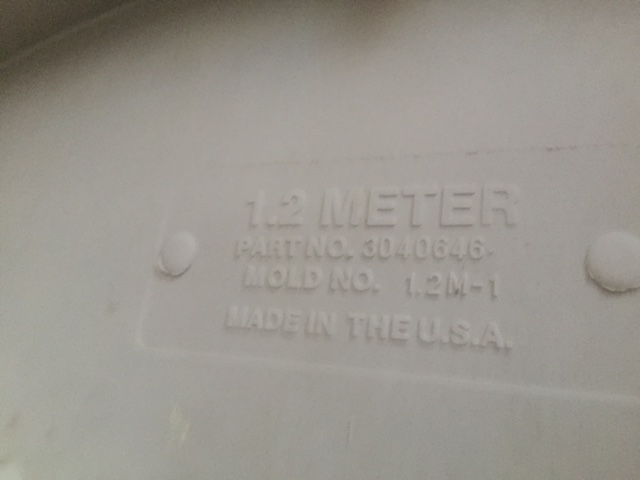 1.2 METER
PART NO. 3040646
MOLD NO. 1.2M-1
MADE IN THE U.S.A.